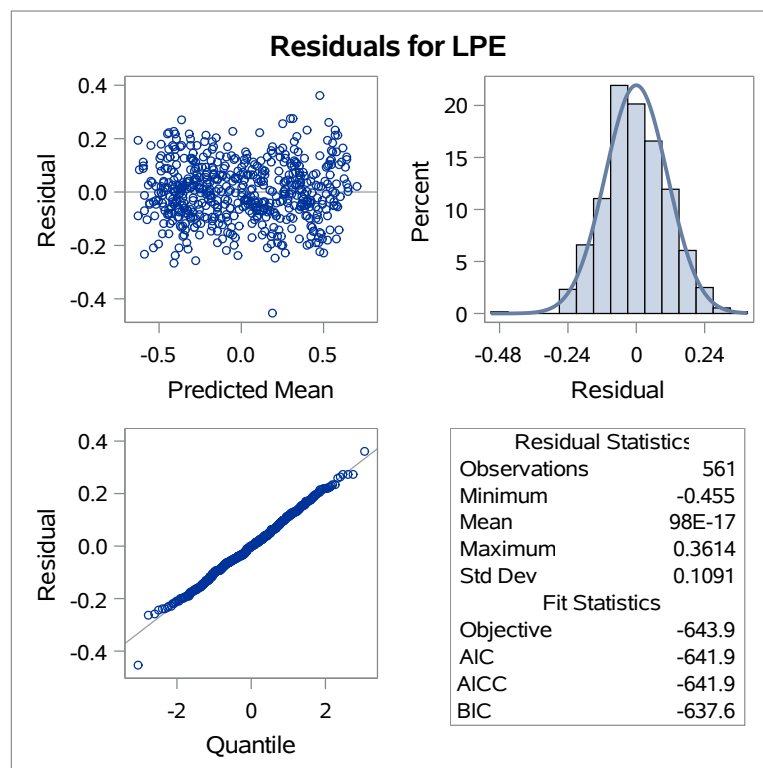 Residuals for LPE
0.4
0.2
0.0
-0.2
-0.4
Residual
-0.5 0.0 0.5
Predicted Mean
20
15
10
5
0
Percent
-0.48 -0.24 0 0.24
Residual
0.4
0.2
0.0
-0.2
-0.4
Residual
-2 0 2
Quantile
Residual Statistics
Observations 561
Minimum -0.455
Mean 98E-17
Maximum 0.3614
Std Dev 0.1091
Fit Statistics
Objective -643.9
AIC -641.9
AICC -641.9
BIC -637.6